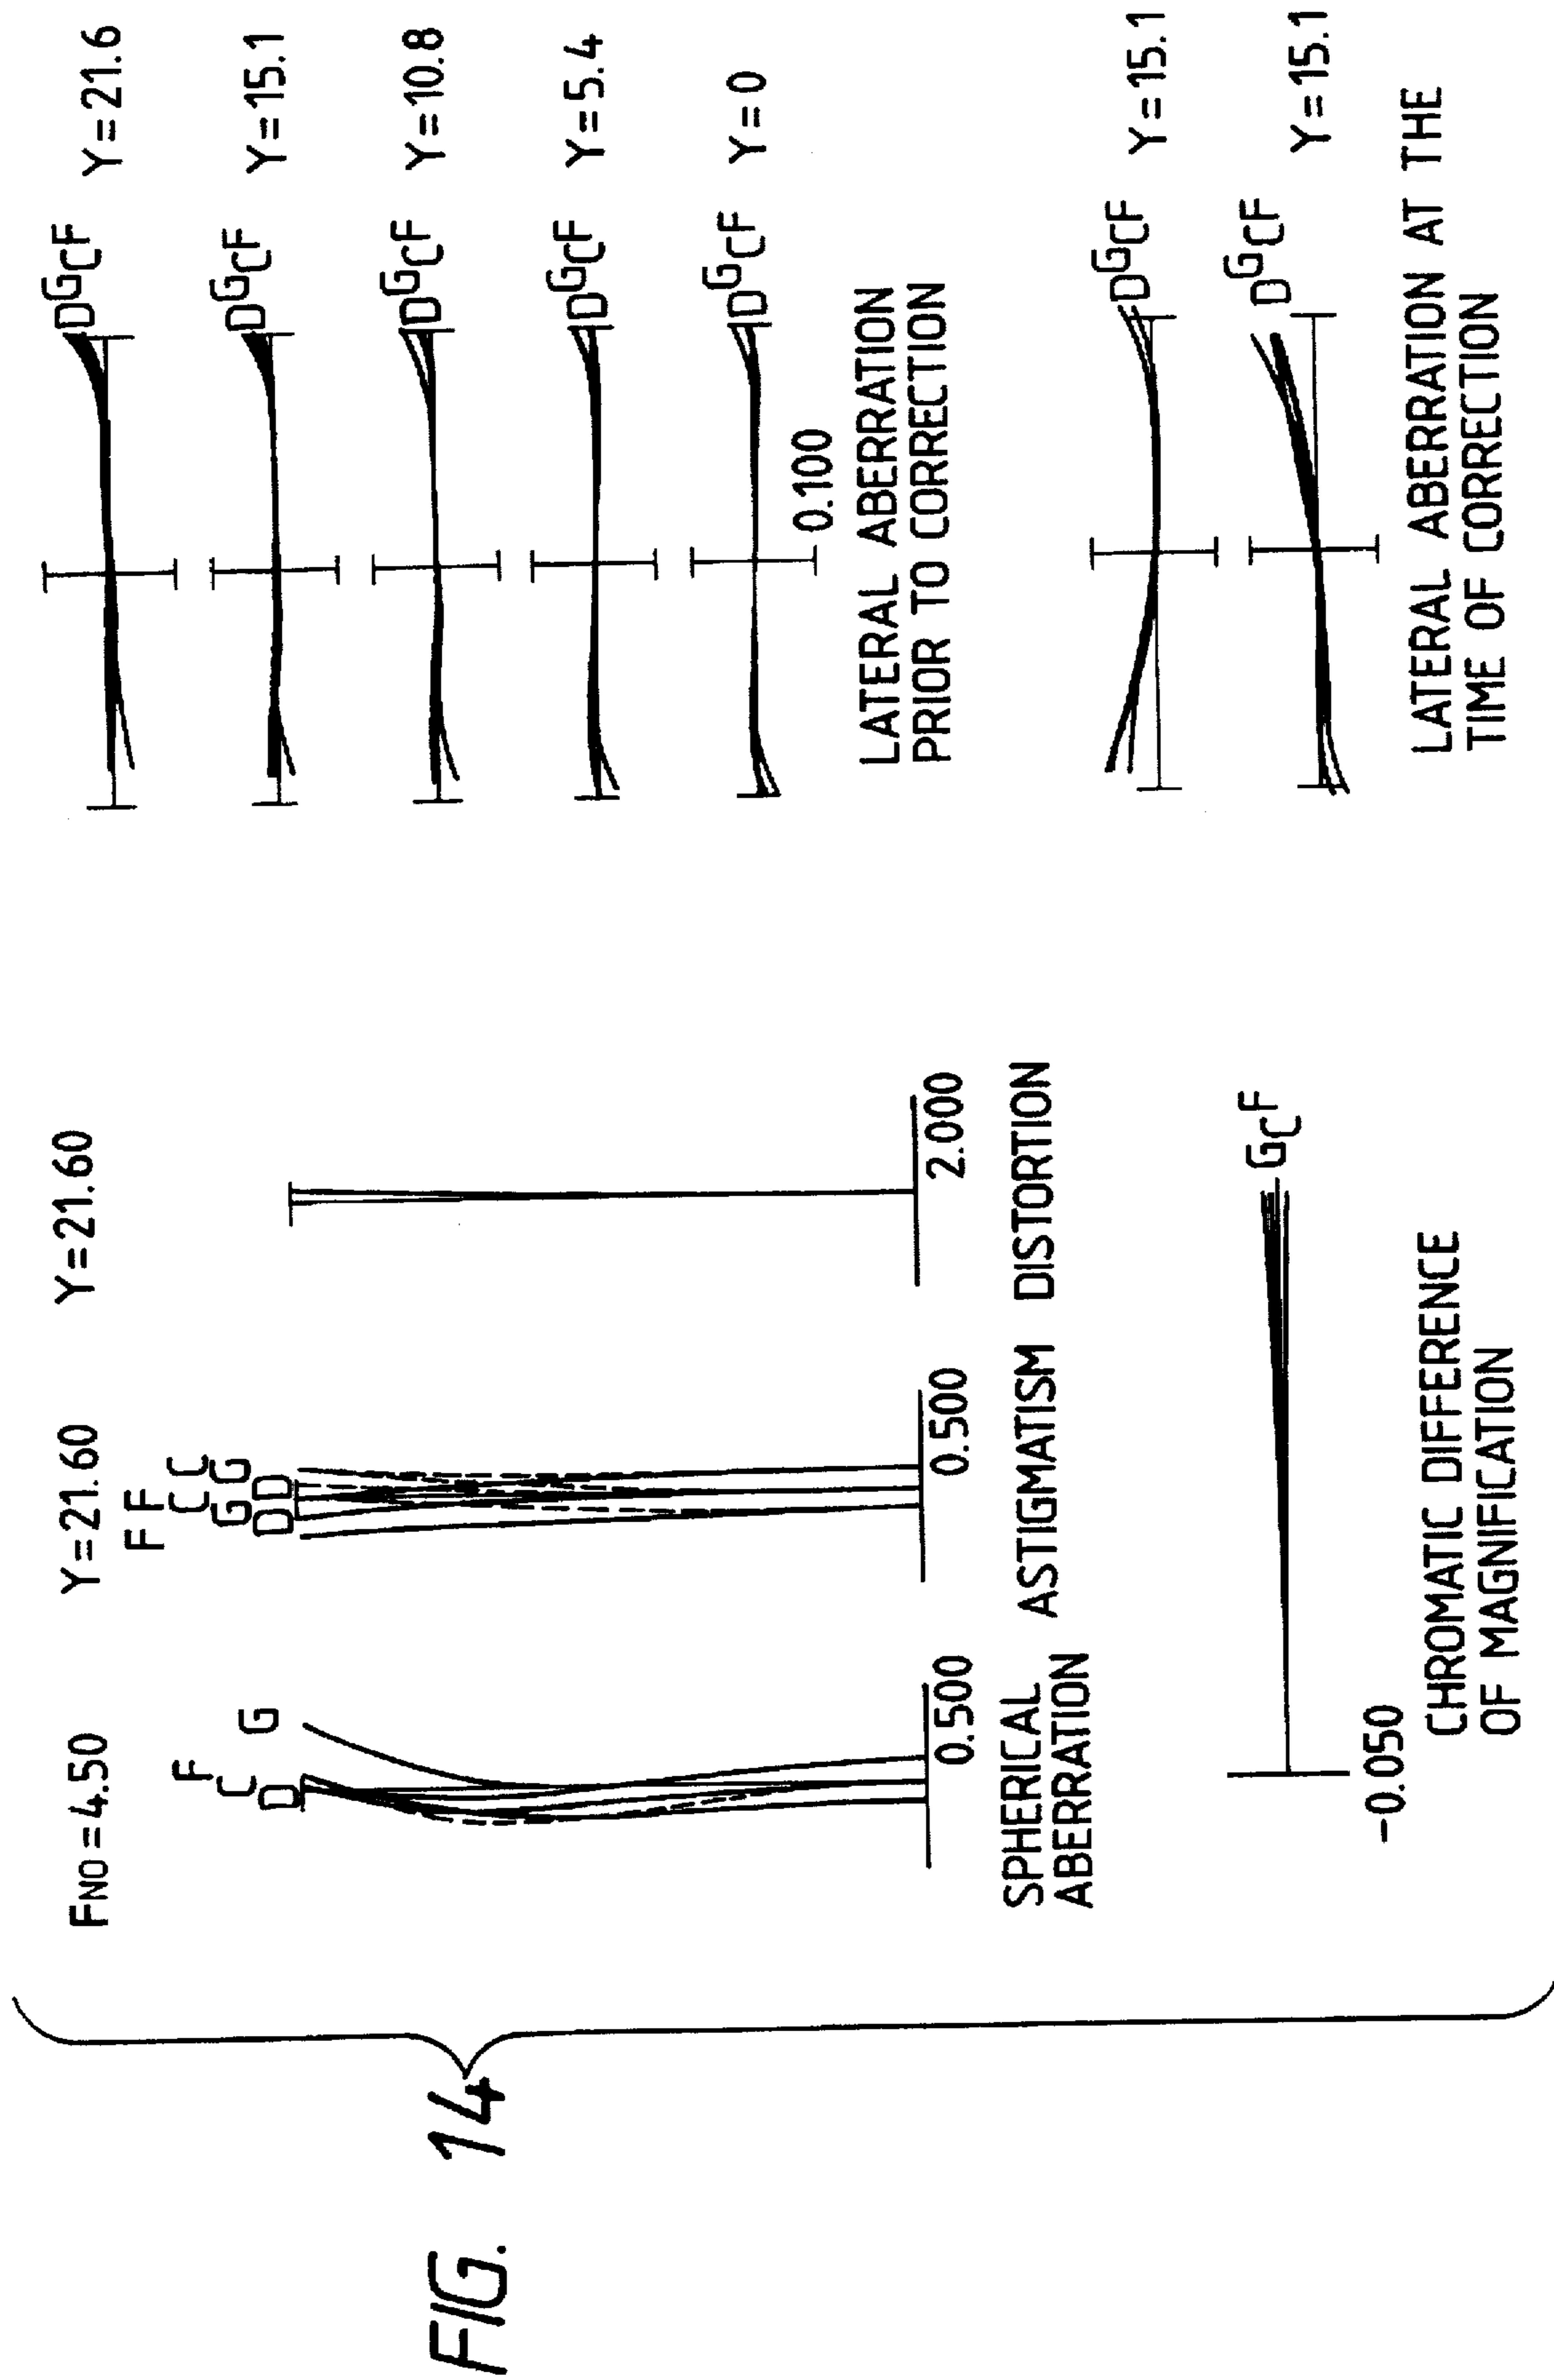 FIG. 14
FNO=4.50
F
C
D
G
0.500
SPHERICAL
ABERRATION
Y=21.60
F F
C C
G G
D D
0.500
ASTIGMATISM
Y=21.60
2.000
DISTORTION
-0.050
GCF
CHROMATIC DIFFERENCE
OF MAGNIFICATION
DGCF Y=21.6
DGCF Y=15.1
DGCF Y=10.8
DGCF Y=5.4
DGCF Y=0
0.100
LATERAL ABERRATION
PRIOR TO CORRECTION
DGCF Y=15.1
DGCF Y=15.1
LATERAL ABERRATION AT THE
TIME OF CORRECTION